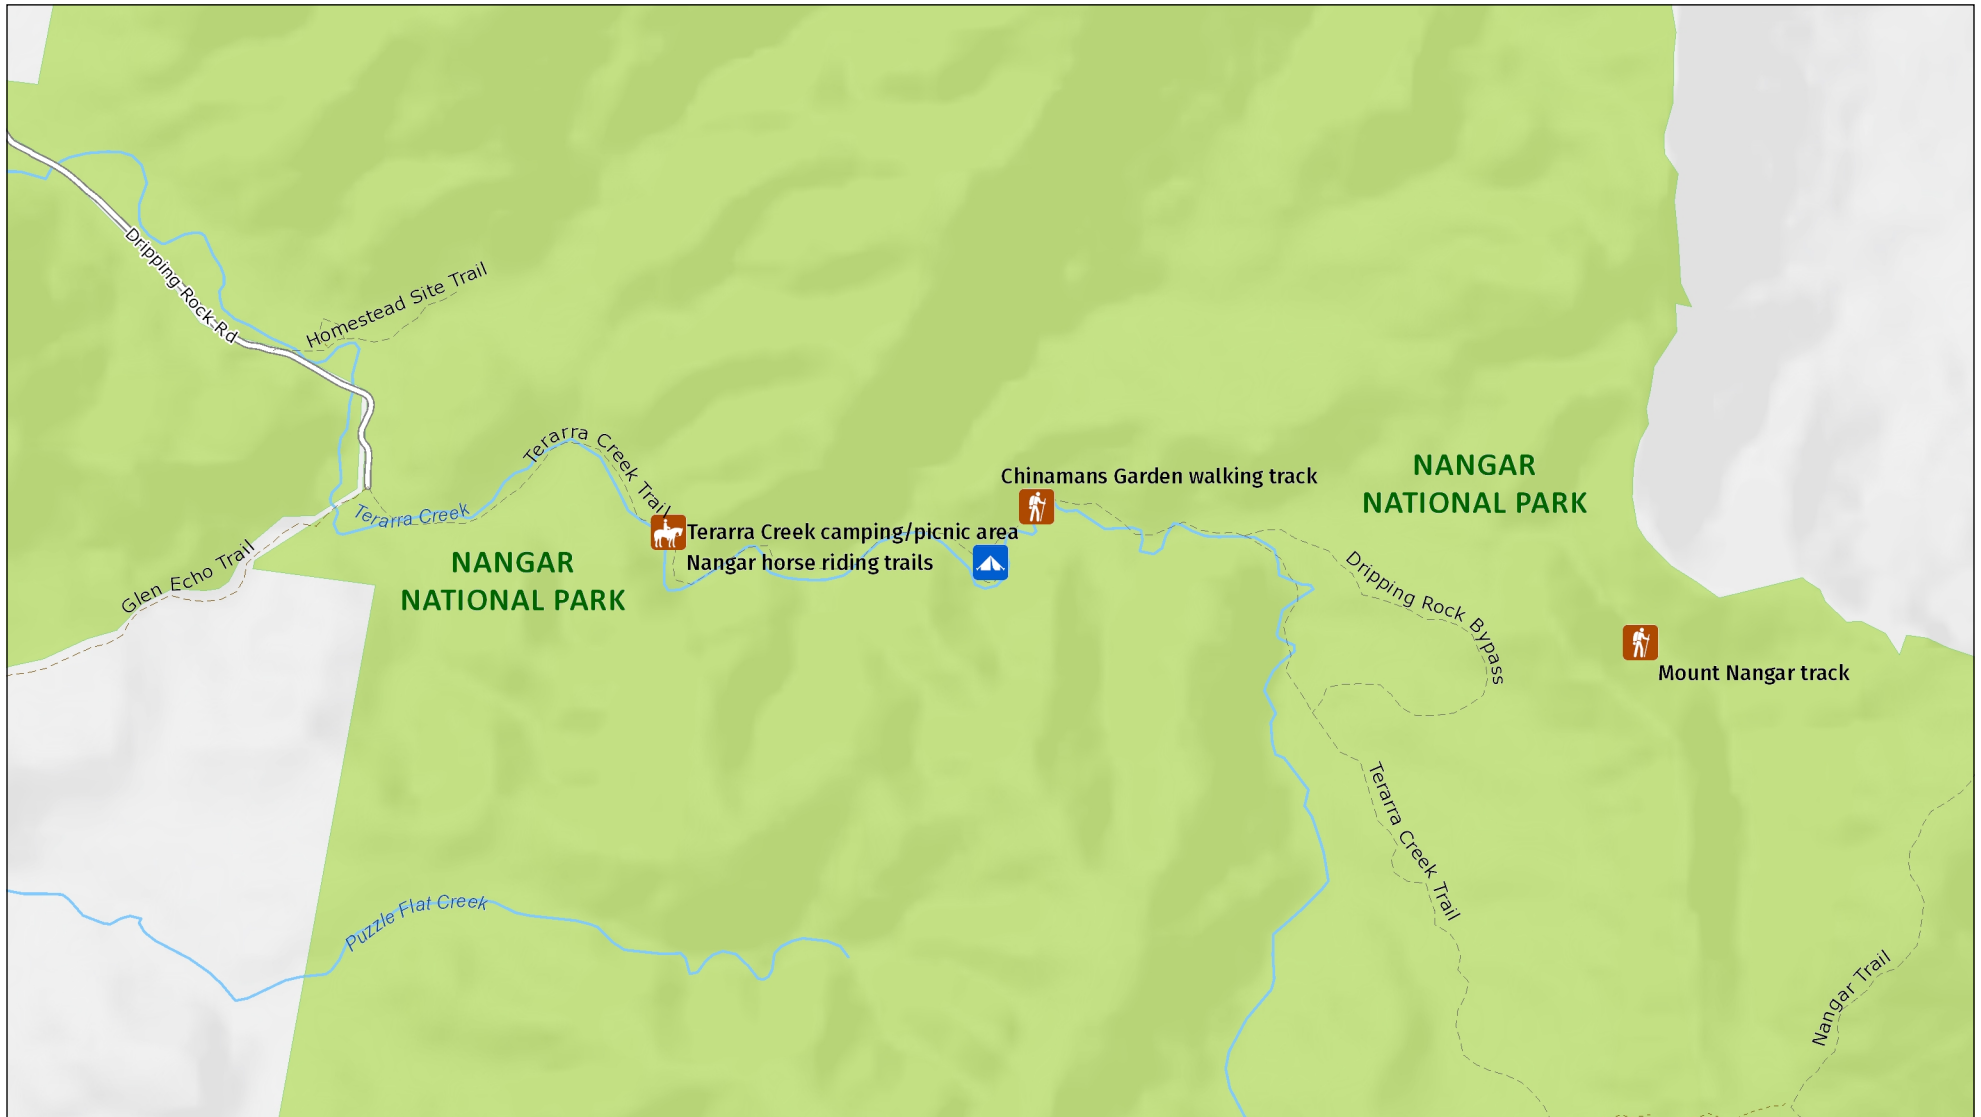 Dripping-Rock-Rd
Homestead Site Trail
Terarra Creek Trail
NANGAR
NATIONAL PARK
Chinamans Garden walking track
Terarra Creek
Terarra Creek camping/picnic area
Nangar horse riding trails
Glen Echo Trail
NANGAR
NATIONAL PARK
Dripping Rock Bypass
Mount Nangar track
Terarra Creek Trail
Puzzle Flat Creek
Nangar Trail